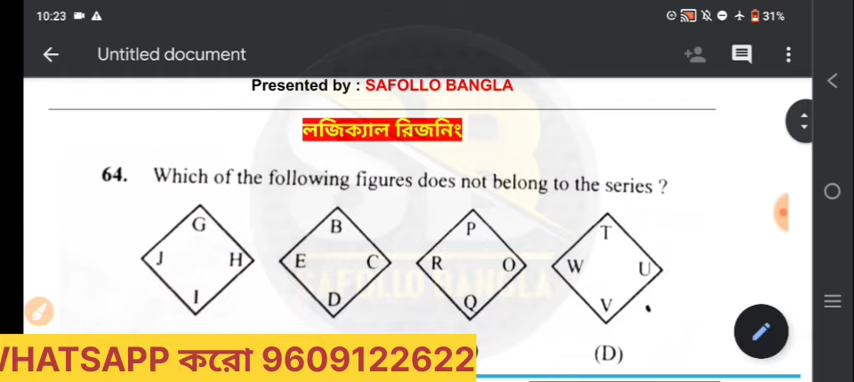 10:23
31%
Untitled document
Presented by : SAFOLLO BANGLA
লজিক্যাল রিজনিং
64. Which of the following figures does not belong to the series ?
G B P T
J H E C R O W U
I D Q V
(D)
WHATSAPP করো 9609122622